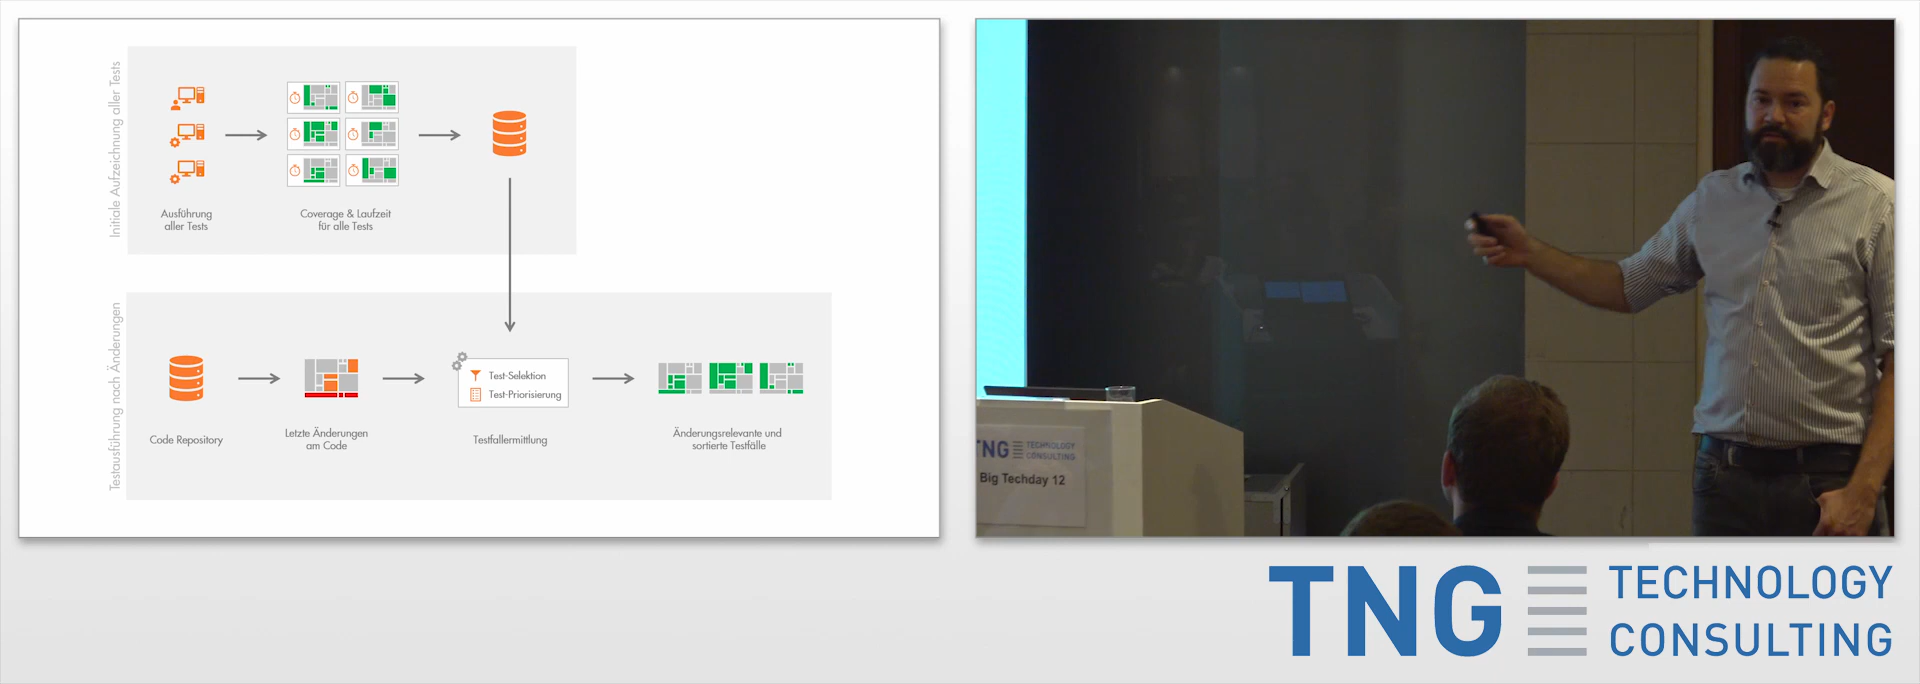 Initiale Aufzeichnung aller Tests
Ausführung
aller Tests
Coverage & Laufzeit
für alle Tests
Testausführung nach Änderungen
Code Repository
Letzte Änderungen
am Code
Test-Selektion
Test-Priorisierung
Testfallermittlung
Änderungsrelevante und
sortierte Testfälle
TNG TECHNOLOGY
CONSULTING
Big Techday 12
TNG TECHNOLOGY
CONSULTING